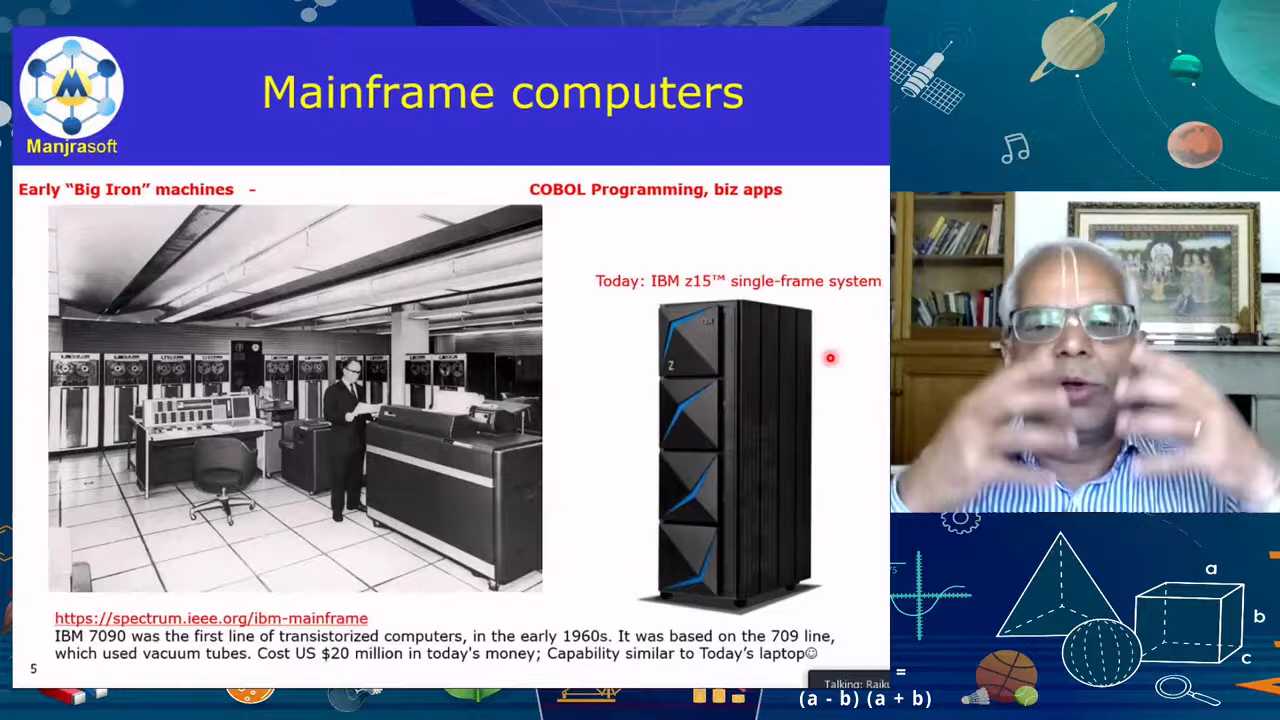 Mainframe computers
Manjrasoft
Early “Big Iron” machines -
COBOL Programming, biz apps
Today: IBM z15™ single-frame system
IBM
Z
https://spectrum.ieee.org/ibm-mainframe
IBM 7090 was the first line of transistorized computers, in the early 1960s. It was based on the 709 line,
which used vacuum tubes. Cost US $20 million in today's money; Capability similar to Today’s laptop☺
5
Talking:
a
b
c
=
(a - b) (a + b)